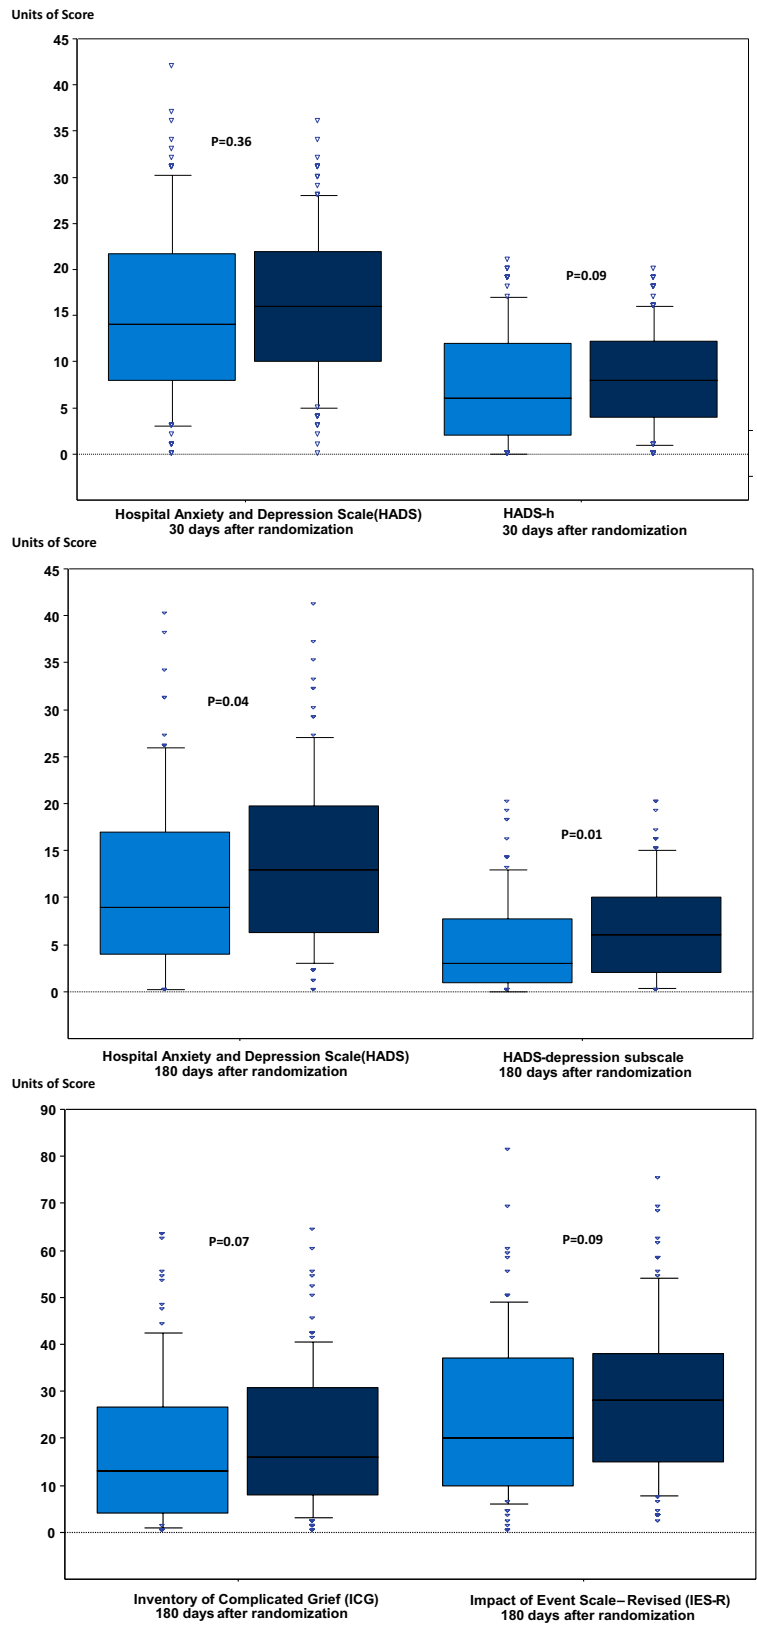 Units of Score
45
40
35
30
25
20
15
10
5
0
P=0.36
P=0.09
Hospital Anxiety and Depression Scale(HADS)
30 days after randomization
HADS-h
30 days after randomization
Units of Score
45
40
35
30
25
20
15
10
5
0
P=0.04
P=0.01
Hospital Anxiety and Depression Scale(HADS)
180 days after randomization
HADS-depression subscale
180 days after randomization
Units of Score
90
80
70
60
50
40
30
20
10
0
P=0.07
P=0.09
Inventory of Complicated Grief (ICG)
180 days after randomization
Impact of Event Scale–Revised (IES-R)
180 days after randomization